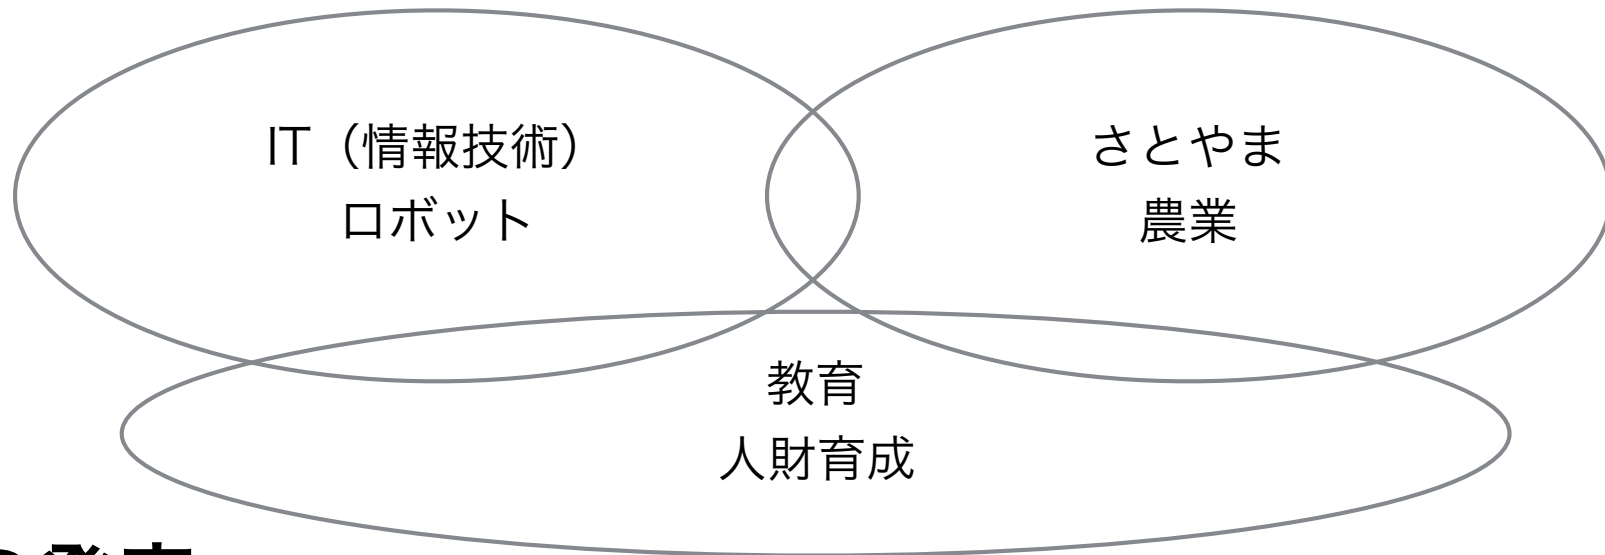 IT（情報技術）
ロボット
さとやま
農業
教育
人財育成